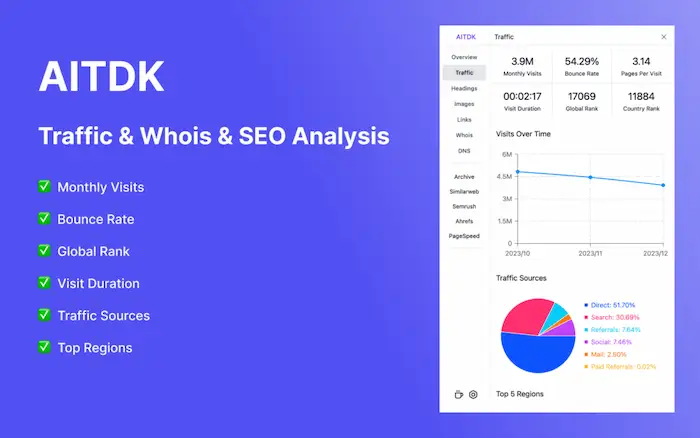 AITDK
Traffic & Whois & SEO Analysis
✅ Monthly Visits
✅ Bounce Rate
✅ Global Rank
✅ Visit Duration
✅ Traffic Sources
✅ Top Regions
AITDK
Traffic
×
Overview
Traffic
Headings
Images
Links
Whois
DNS
Archive
Similarweb
Semrush
Ahrefs
PageSpeed
3.9M 54.29% 3.14
Monthly Visits Bounce Rate Pages Per Visit
00:02:17 17069 11884
Visit Duration Global Rank Country Rank
Visits Over Time
6M
4.5M
3M
1.5M
0
2023/10 2023/11 2023/12
Traffic Sources
Direct: 51.70%
Search: 30.69%
Referrals: 7.64%
Social: 7.46%
Mail: 2.50%
Paid Referrals: 0.02%
Top 5 Regions